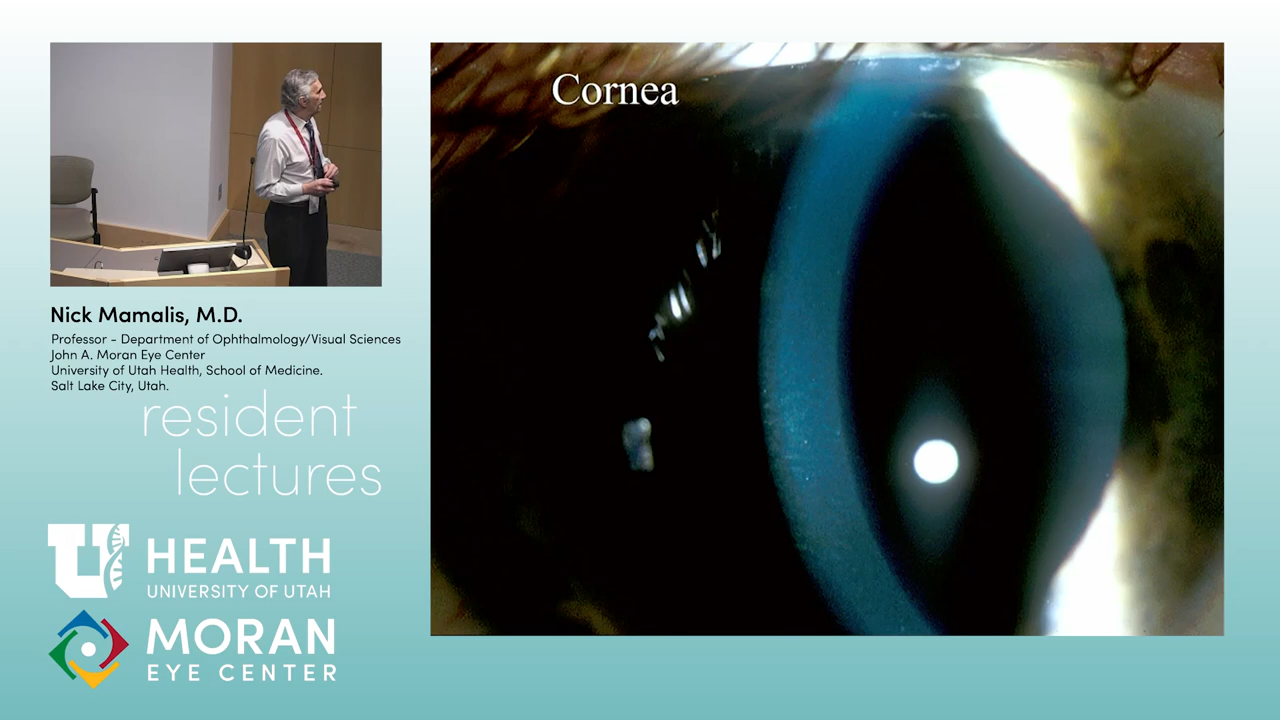 Cornea
Nick Mamalis, M.D.
Professor - Department of Ophthalmology/Visual Sciences
John A. Moran Eye Center
University of Utah Health, School of Medicine.
Salt Lake City, Utah.
resident
lectures
U HEALTH
UNIVERSITY OF UTAH
MORAN
EYE CENTER